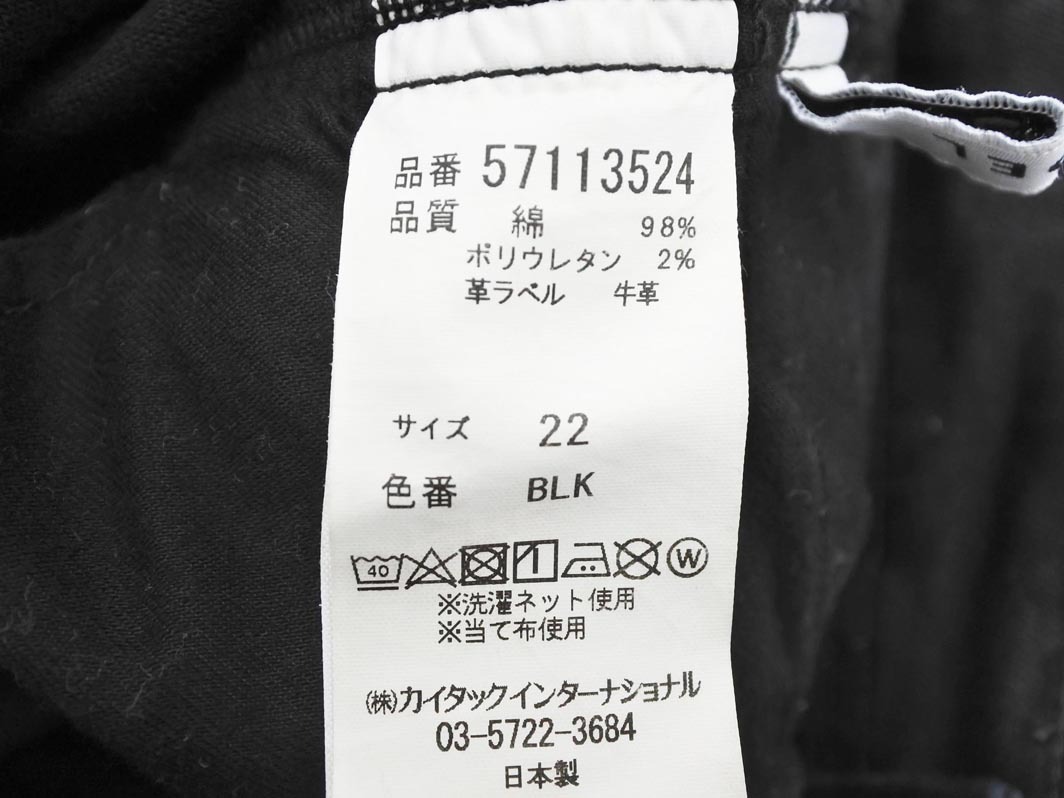 品番 57113524
品質 綿 98%
ポリウレタン 2%
革ラベル 牛革
サイズ 22
色番 BLK
40 W
※洗濯ネット使用
※当て布使用
㈱カイタックインターナショナル
03-5722-3684
日本製